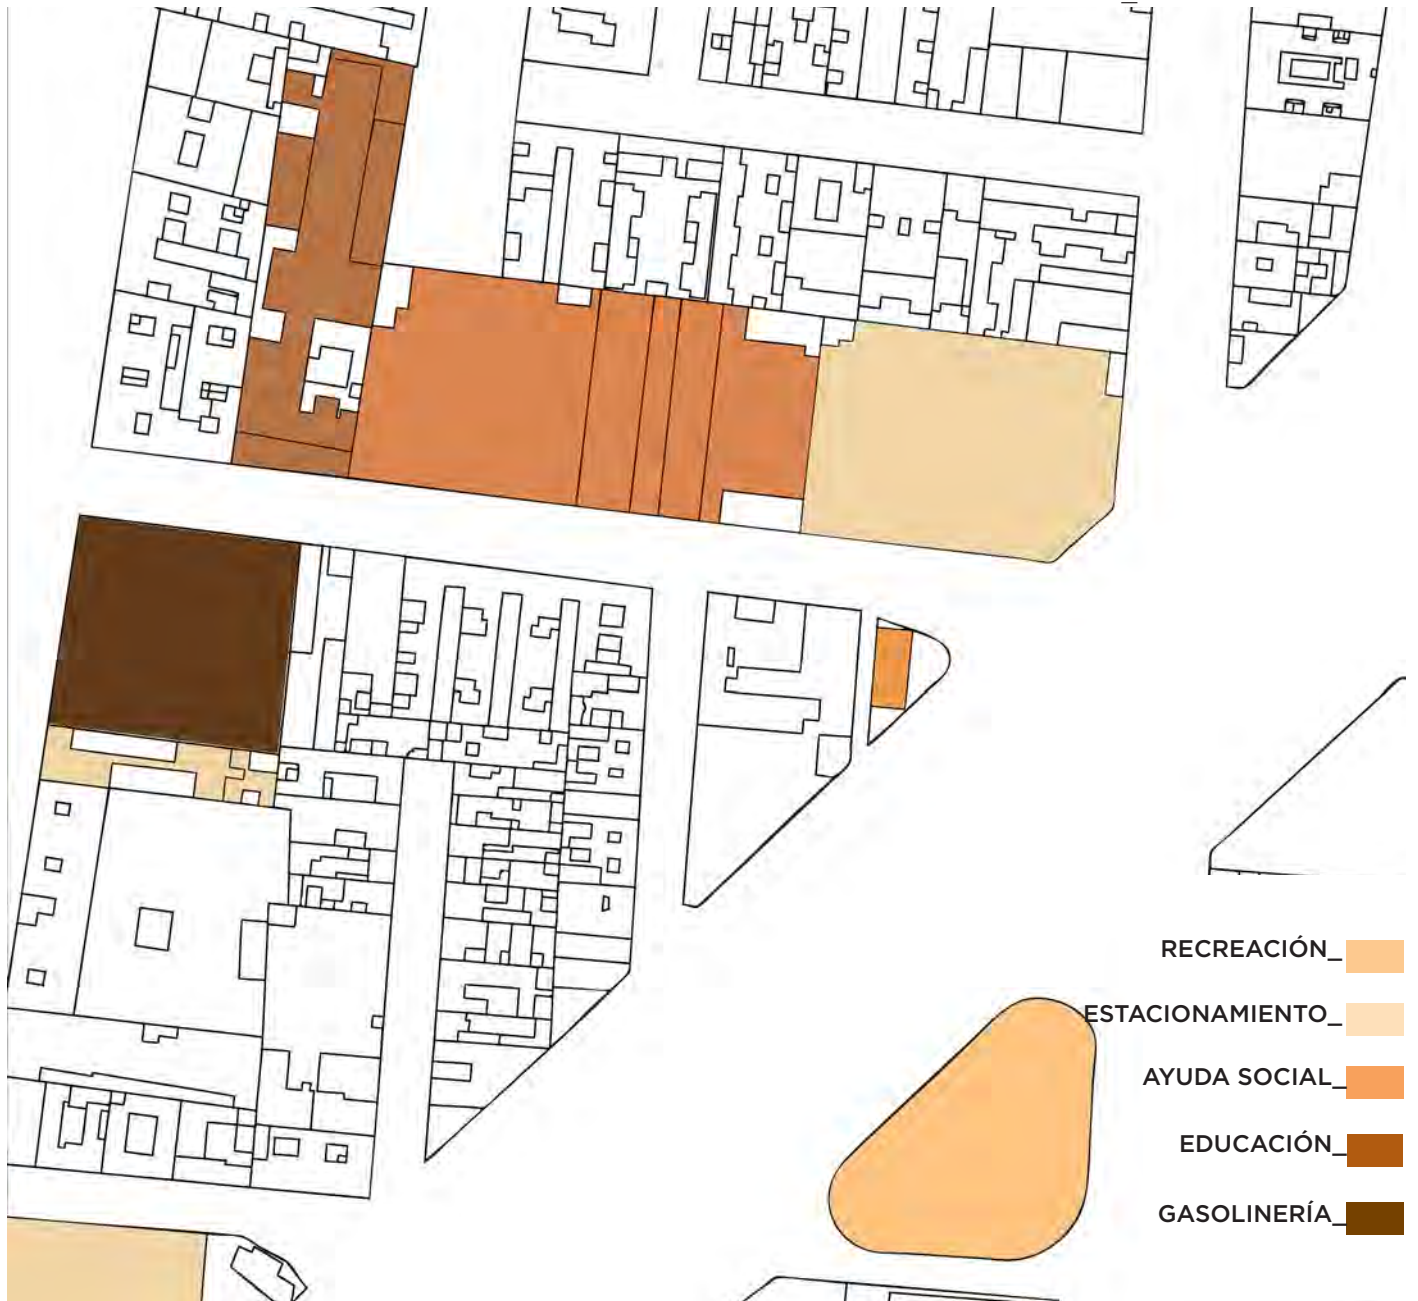 RECREACIÓN_
ESTACIONAMIENTO_
AYUDA SOCIAL_
EDUCACIÓN_
GASOLINERÍA_